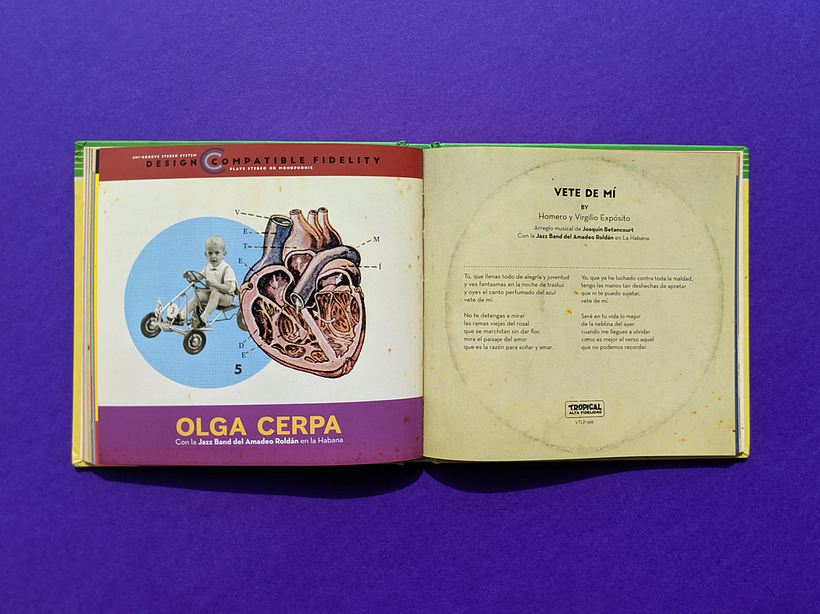 UNI-GROOVE STEREO SYSTEM
DESIGN COMPATIBLE FIDELITY
PLAYS STEREO OR MONOPHONIC
V
E
T
E
M
Í
D
E
5
OLGA CERPA
Con la Jazz Band del Amadeo Roldán en la Habana
VETE DE MÍ
BY
Homero y Virgilio Expósito
Arreglo musical de Joaquín Betancourt
Con la Jazz Band del Amadeo Roldán en La Habana
Tú, que llenas todo de alegría y juventud
y ves fantasmas en la noche de trasluz
y oyes el canto perfumado del azul
vete de mí.
No te detengas a mirar
las ramas viejas del rosal
que se marchitan sin dar flor,
mira el paisaje del amor
que es la razón para soñar y amar.
Yo, que ya he luchado contra toda la maldad,
tengo las manos tan deshechas de apretar
que ni te puedo sujetar,
vete de mí.
Seré en tu vida lo mejor
de la neblina del ayer
cuando me llegues a olvidar
como es mejor el verso aquel
que no podemos recordar.
TROPICAL
ALTA FIDELIDAD